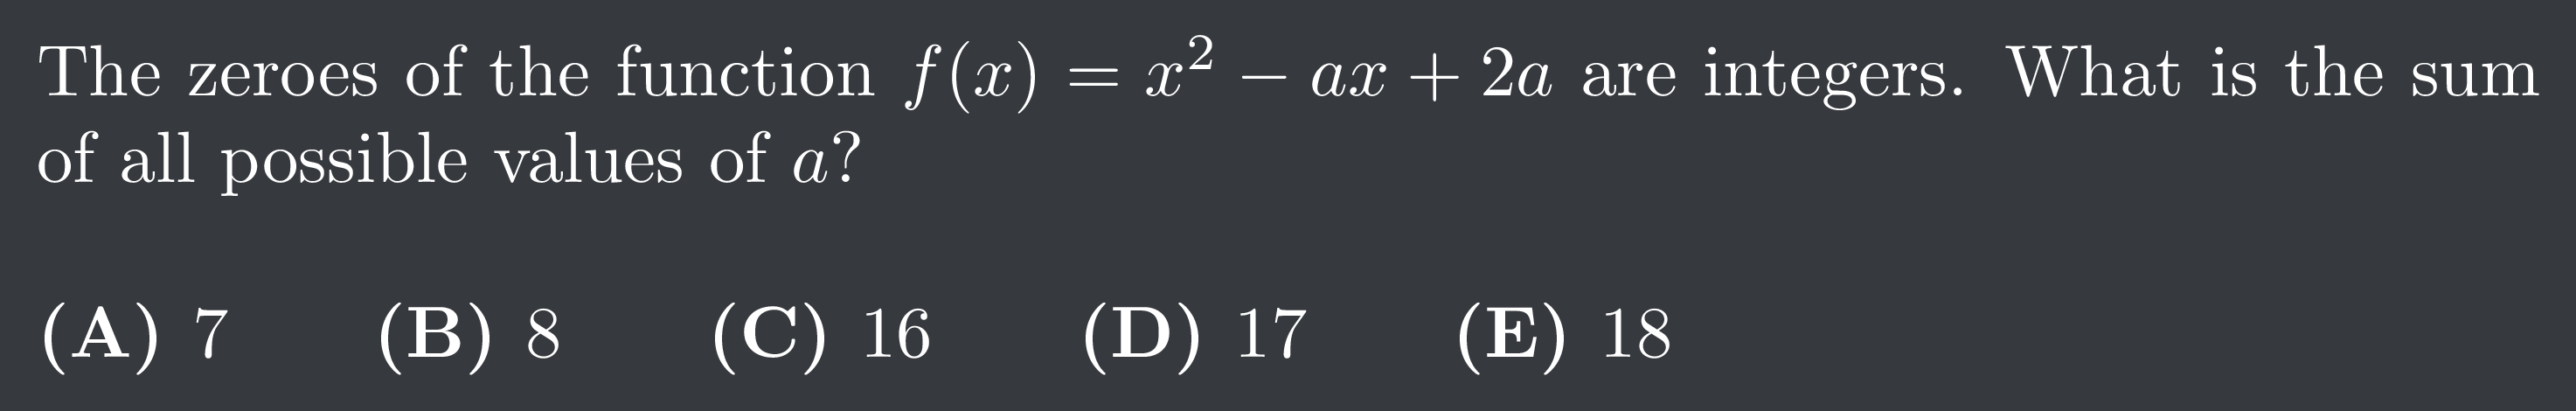 The zeroes of the function f(x) = x² − ax + 2a are integers. What is the sum
of all possible values of a?
(A) 7 (B) 8 (C) 16 (D) 17 (E) 18